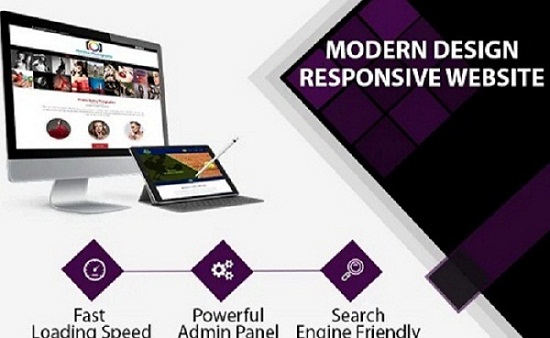 MODERN DESIGN
RESPONSIVE WEBSITE
Fast
Loading Speed
Powerful
Admin Panel
Search
Engine Friendly